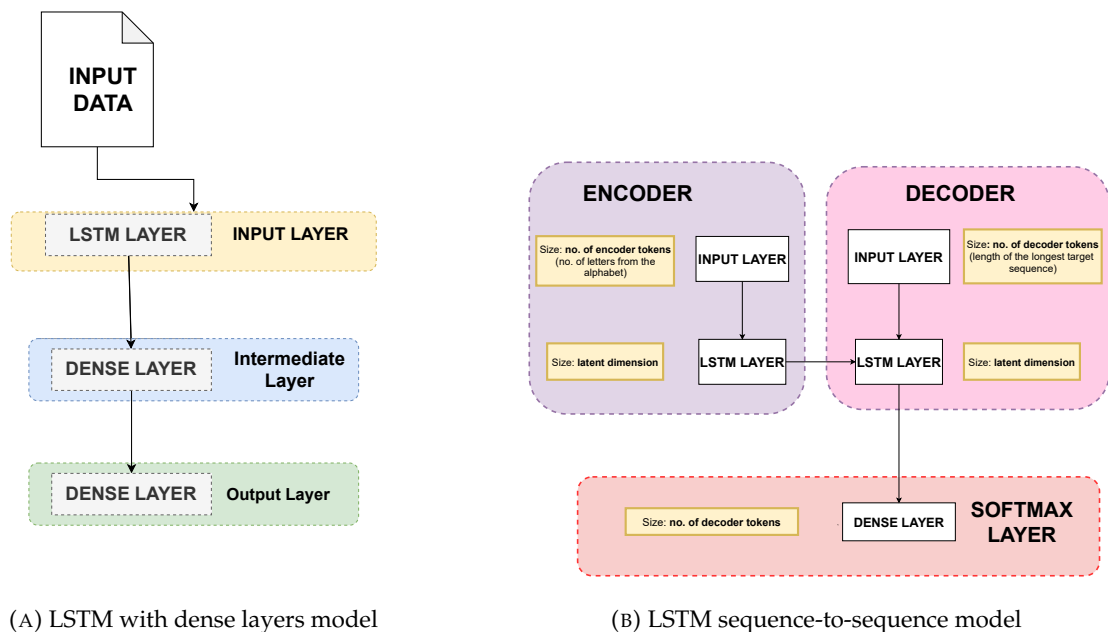 INPUT
DATA
LSTM LAYER
INPUT LAYER
DENSE LAYER
Intermediate
Layer
DENSE LAYER
Output Layer
(A) LSTM with dense layers model
ENCODER
Size: no. of encoder tokens
(no. of letters from the
alphabet)
INPUT LAYER
Size: latent dimension
LSTM LAYER
DECODER
INPUT LAYER
Size: no. of decoder tokens
(length of the longest target
sequence)
LSTM LAYER
Size: latent dimension
Size: no. of decoder tokens
DENSE LAYER
SOFTMAX
LAYER
(B) LSTM sequence-to-sequence model